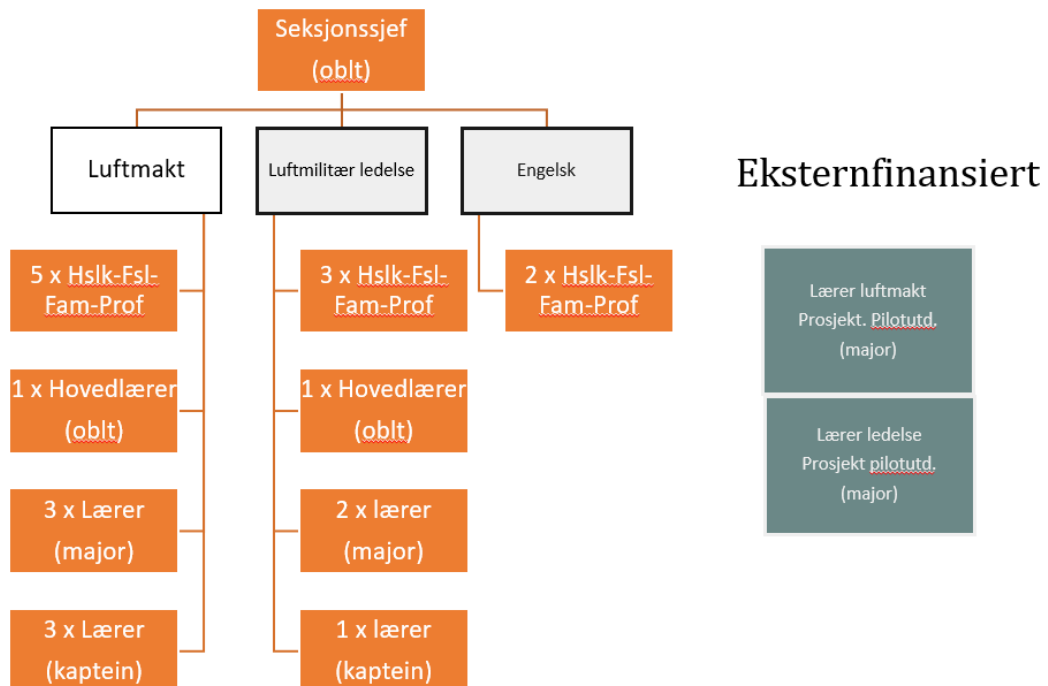 Seksjonssjef
(oblt)
Luftmakt
Luftmilitær ledelse
Engelsk
Eksternfinansiert
5 x Hslk-Fsl-
Fam-Prof
3 x Hslk-Fsl-
Fam-Prof
2 x Hslk-Fsl-
Fam-Prof
1 x Hovedlærer
(oblt)
1 x Hovedlærer
(oblt)
3 x Lærer
(major)
2 x lærer
(major)
3 x Lærer
(kaptein)
1 x lærer
(kaptein)
Lærer luftmakt
Prosjekt. Pilotutd.
(major)
Lærer ledelse
Prosjekt pilotutd.
(major)